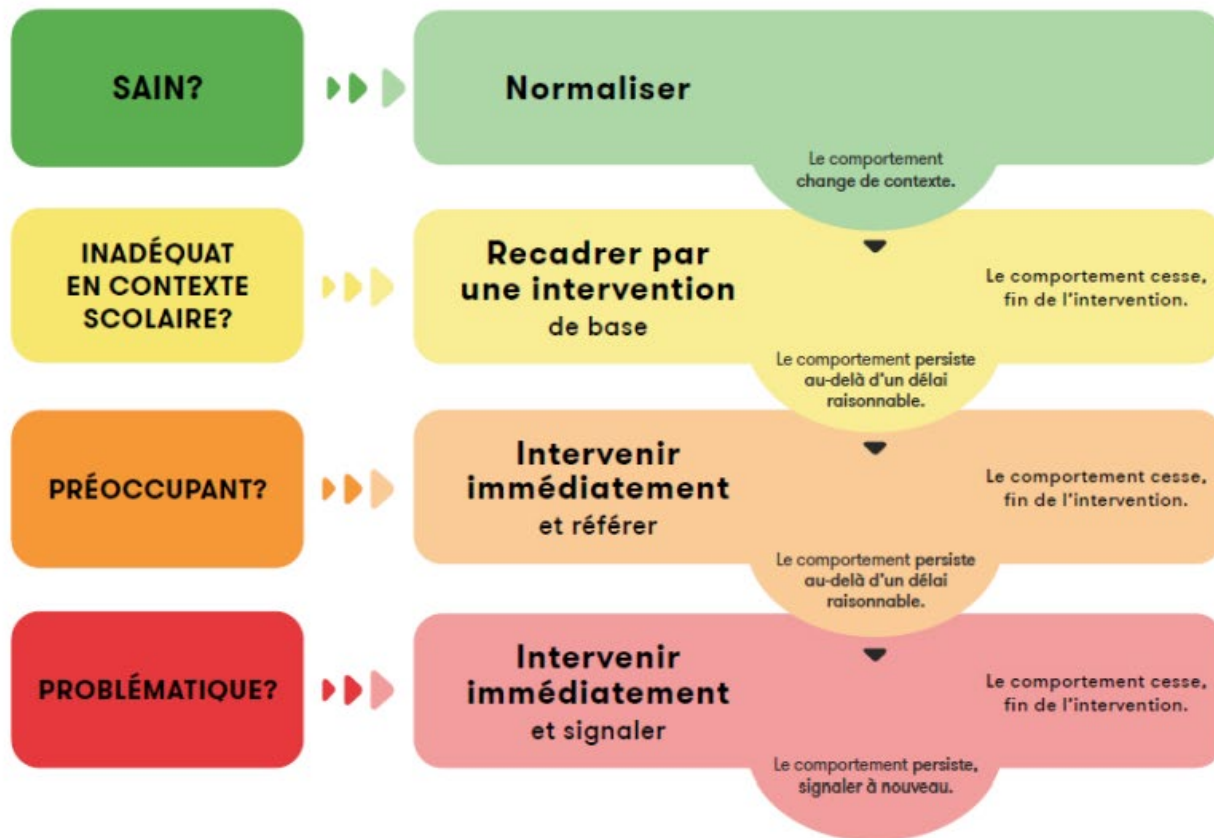 SAIN?
Normaliser
Le comportement
change de contexte.
INADÉQUAT
EN CONTEXTE
SCOLAIRE?
Recadrer par
une intervention
de base
Le comportement cesse,
fin de l'intervention.
Le comportement persiste
au-delà d'un délai
raisonnable.
PRÉOCCUPANT?
Intervenir
immédiatement
et référer
Le comportement cesse,
fin de l'intervention.
Le comportement persiste
au-delà d'un délai
raisonnable.
PROBLÉMATIQUE?
Intervenir
immédiatement
et signaler
Le comportement cesse,
fin de l'intervention.
Le comportement persiste,
signaler à nouveau.